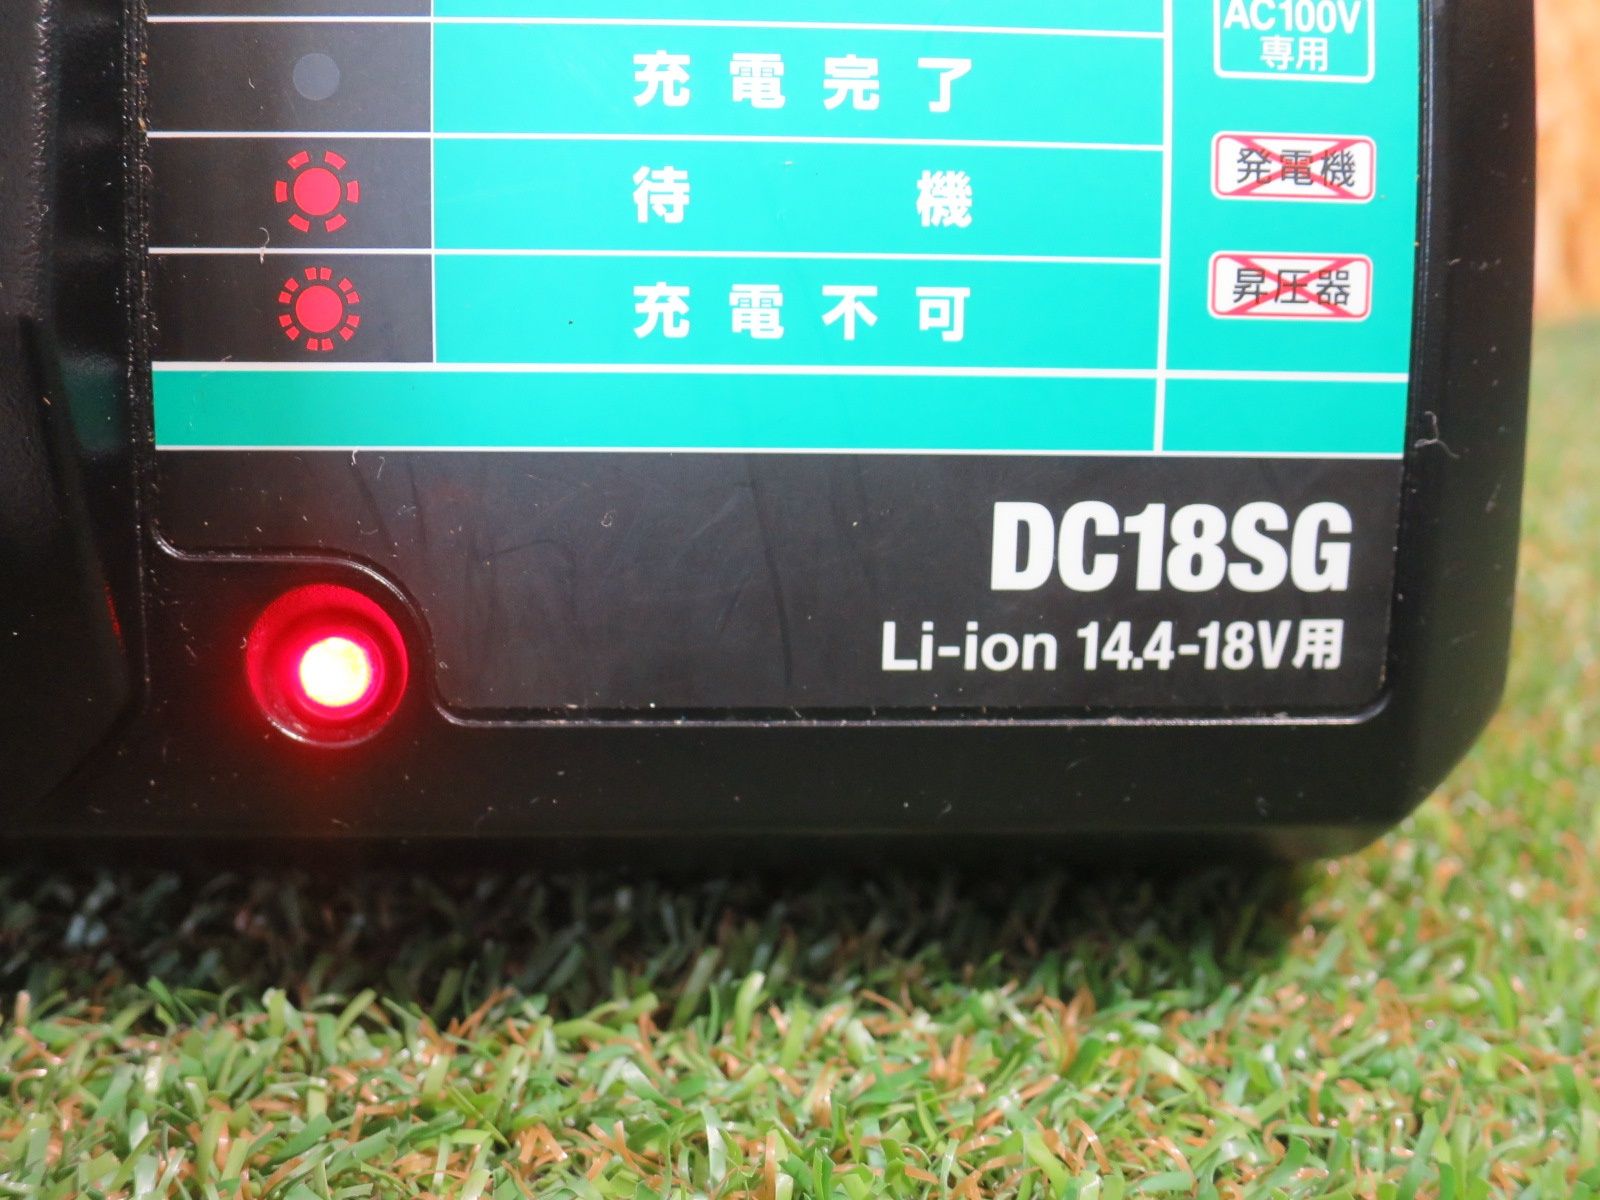 AC100V
専用
充電完了
発電機
待機
昇圧器
充電不可
DC18SG
Li-ion 14.4-18V用